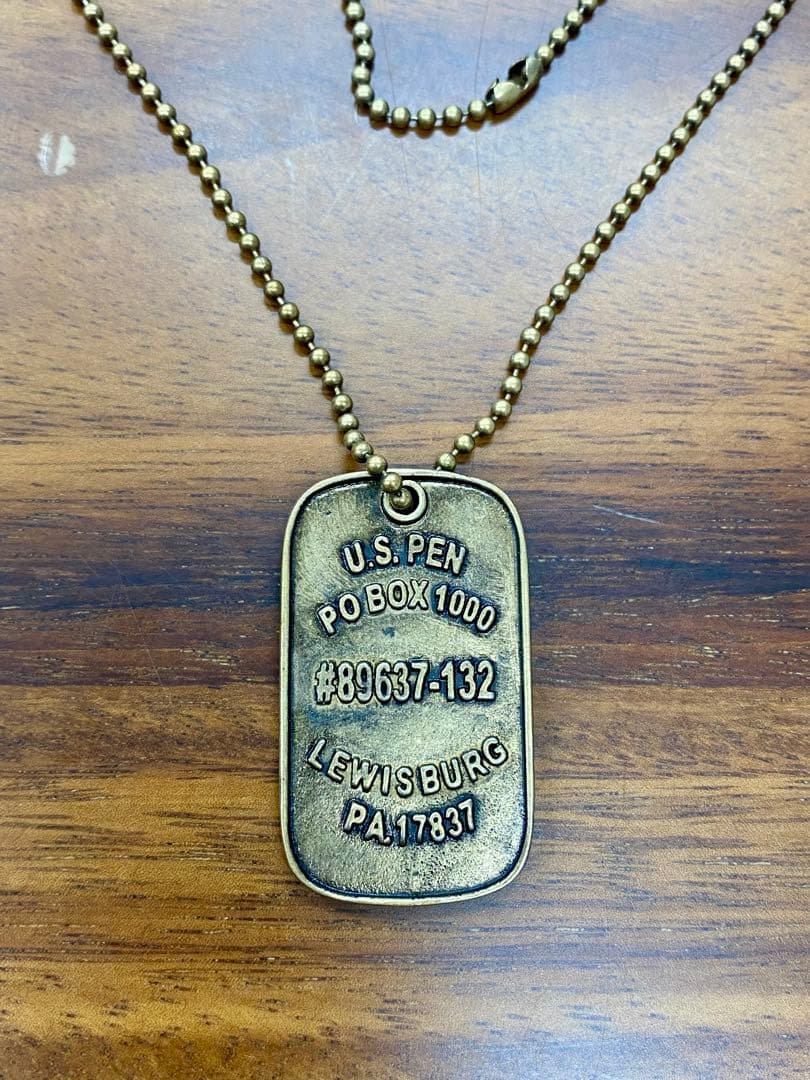 U.S. PEN
PO BOX 1000
#89637-132
LEWISBURG
PA.17837